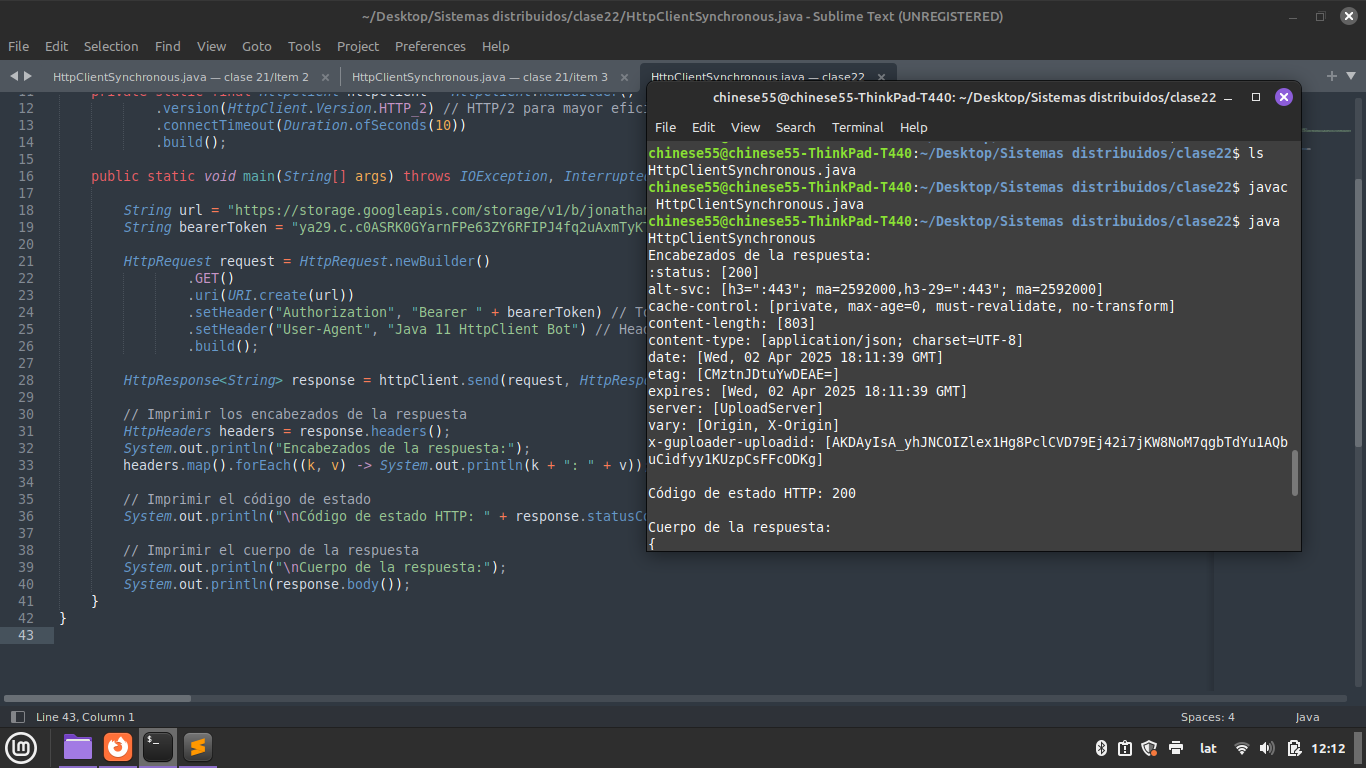 ~/Desktop/Sistemas distribuidos/clase22/HttpClientSynchronous.java - Sublime Text (UNREGISTERED)
File Edit Selection Find View Goto Tools Project Preferences Help
HttpClientSynchronous.java — clase 21/Item 2
HttpClientSynchronous.java — clase 21/item 3
HttpClientSynchronous.java — clase22
11 private static final HttpClient httpClient = HttpClient.newBuilder()
12 .version(HttpClient.Version.HTTP_2) // HTTP/2 para mayor efici
13 .connectTimeout(Duration.ofSeconds(10))
14 .build();
15
16 public static void main(String[] args) throws IOException, Interrupte
17
18 String url = "https://storage.googleapis.com/storage/v1/b/jonathan
19 String bearerToken = "ya29.c.c0ASRK0GYarnFPe63ZY6RFIPJ4fq2uAxmTyK
20
21 HttpRequest request = HttpRequest.newBuilder()
22 .GET()
23 .uri(URI.create(url))
24 .setHeader("Authorization", "Bearer " + bearerToken) // To
25 .setHeader("User-Agent", "Java 11 HttpClient Bot") // Head
26 .build();
27
28 HttpResponse<String> response = httpClient.send(request, HttpResp
29
30 // Imprimir los encabezados de la respuesta
31 HttpHeaders headers = response.headers();
32 System.out.println("Encabezados de la respuesta:");
33 headers.map().forEach((k, v) -> System.out.println(k + ": " + v))
34
35 // Imprimir el código de estado
36 System.out.println("\nCódigo de estado HTTP: " + response.statusCo
37
38 // Imprimir el cuerpo de la respuesta
39 System.out.println("\nCuerpo de la respuesta:");
40 System.out.println(response.body());
41 }
42 }
43
chinese55@chinese55-ThinkPad-T440: ~/Desktop/Sistemas distribuidos/clase22
File Edit View Search Terminal Help
chinese55@chinese55-ThinkPad-T440:~/Desktop/Sistemas distribuidos/clase22$ ls
HttpClientSynchronous.java
chinese55@chinese55-ThinkPad-T440:~/Desktop/Sistemas distribuidos/clase22$ javac
HttpClientSynchronous.java
chinese55@chinese55-ThinkPad-T440:~/Desktop/Sistemas distribuidos/clase22$ java
HttpClientSynchronous
Encabezados de la respuesta:
:status: [200]
alt-svc: [h3=":443"; ma=2592000,h3-29=":443"; ma=2592000]
cache-control: [private, max-age=0, must-revalidate, no-transform]
content-length: [803]
content-type: [application/json; charset=UTF-8]
date: [Wed, 02 Apr 2025 18:11:39 GMT]
etag: [CMztnJDtuYwDEAE=]
expires: [Wed, 02 Apr 2025 18:11:39 GMT]
server: [UploadServer]
vary: [Origin, X-Origin]
x-guploader-uploadid: [AKDAyIsA_yhJNCOIZlex1Hg8PclCVD79Ej42i7jKW8NoM7qgbTdYu1AQb
uCidfyy1KUzpCsFFcODKg]
Código de estado HTTP: 200
Cuerpo de la respuesta:
{
Line 43, Column 1
Spaces: 4
Java
lat
12:12